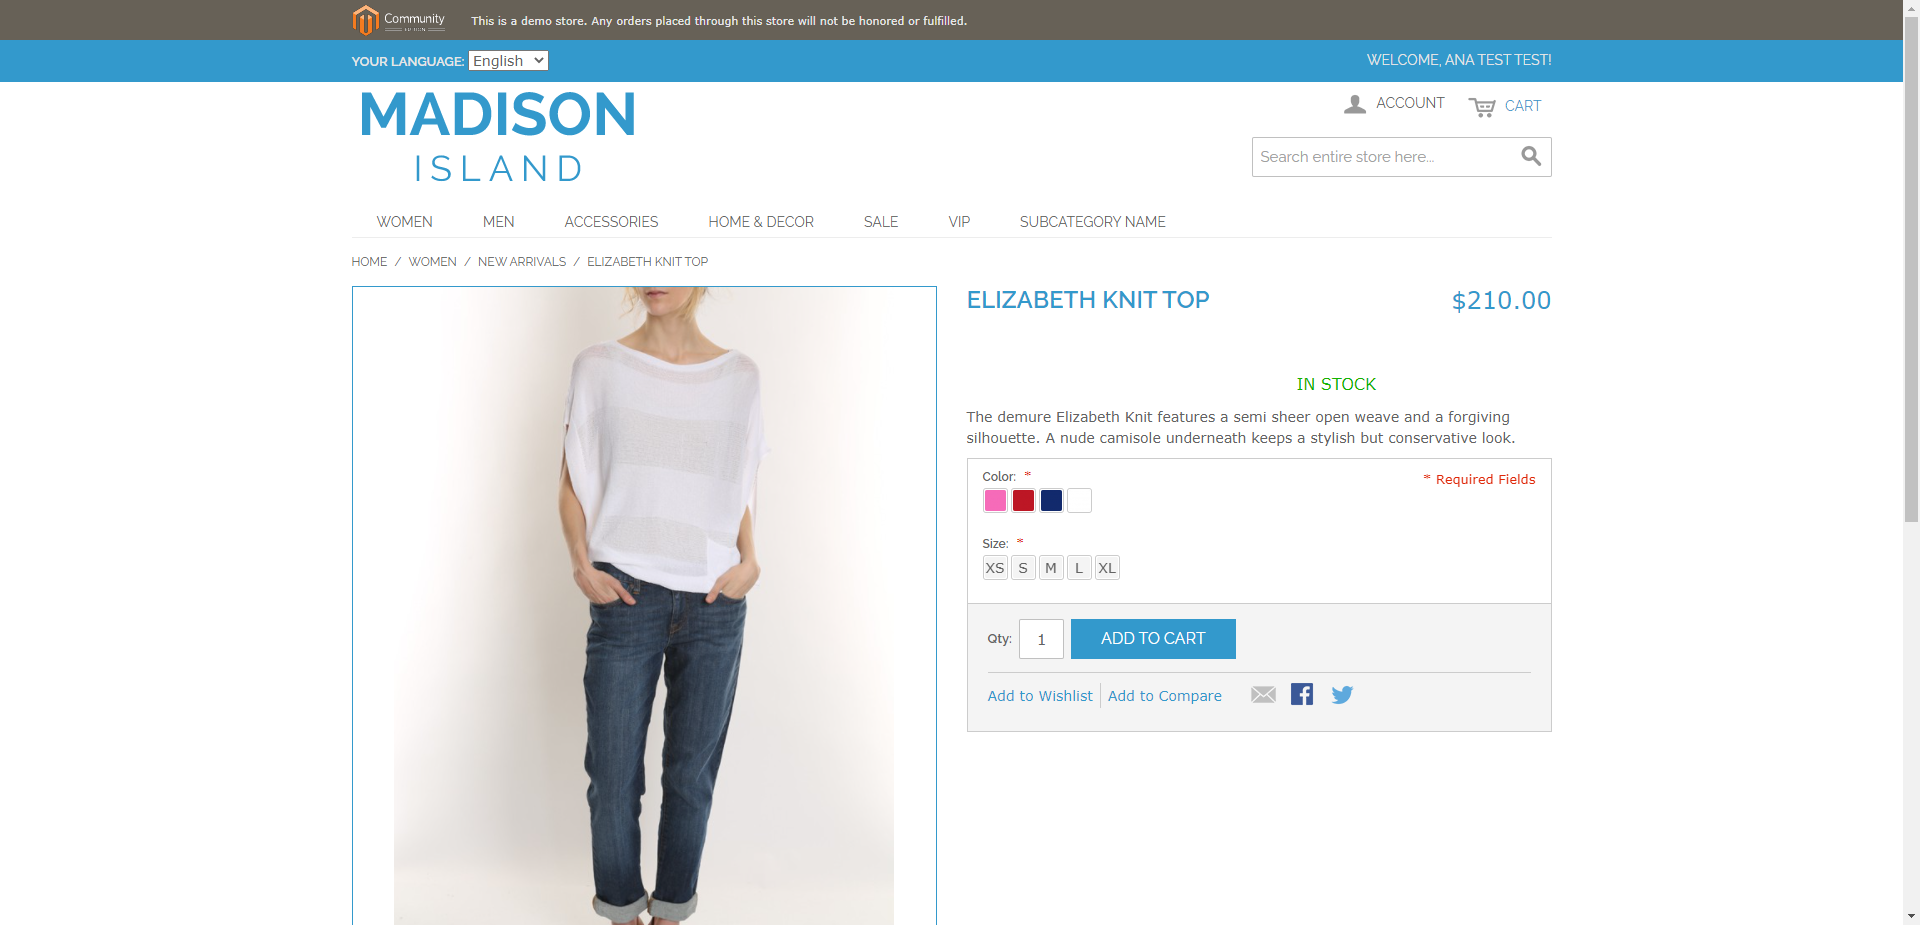 Community
EDITION
This is a demo store. Any orders placed through this store will not be honored or fulfilled.
YOUR LANGUAGE: English
WELCOME, ANA TEST TEST!
MADISON
ISLAND
ACCOUNT
CART
Search entire store here...
WOMEN MEN ACCESSORIES HOME & DECOR SALE VIP SUBCATEGORY NAME
HOME / WOMEN / NEW ARRIVALS / ELIZABETH KNIT TOP
ELIZABETH KNIT TOP
$210.00
IN STOCK
The demure Elizabeth Knit features a semi sheer open weave and a forgiving
silhouette. A nude camisole underneath keeps a stylish but conservative look.
Color: *
* Required Fields
Size: *
XS S M L XL
Qty: 1 ADD TO CART
Add to Wishlist Add to Compare